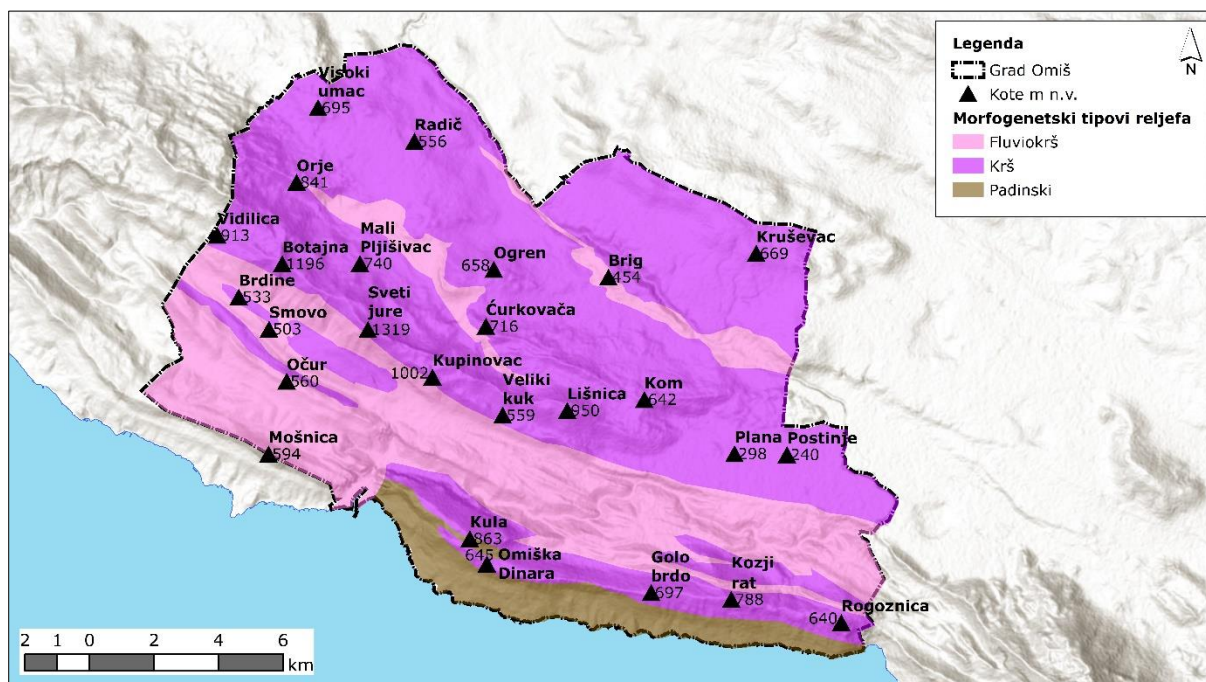 Legenda
Grad Omiš
Kote m n.v.
Morfogenetski tipovi reljefa
Fluviokrš
Krš
Padinski
N
Visoki
umac
695
Radič
556
Orje
841
Vidilica
913
Botajna
1196
Mali
Pljišivac
740
Ogren
658
Brig
454
Kruševac
669
Brdine
533
Smovo
503
Sveti
jure
1319
Ćurkovača
716
Očur
560
Kupinovac
1002
Veliki
kuk
559
Lišnica
950
Kom
642
Mošnica
594
Plana
298
Postinje
240
Kula
863
645 Omiška
Dinara
Golo
brdo
697
Kozji
rat
788
Rogoznica
640
2 1 0 2 4 6
km